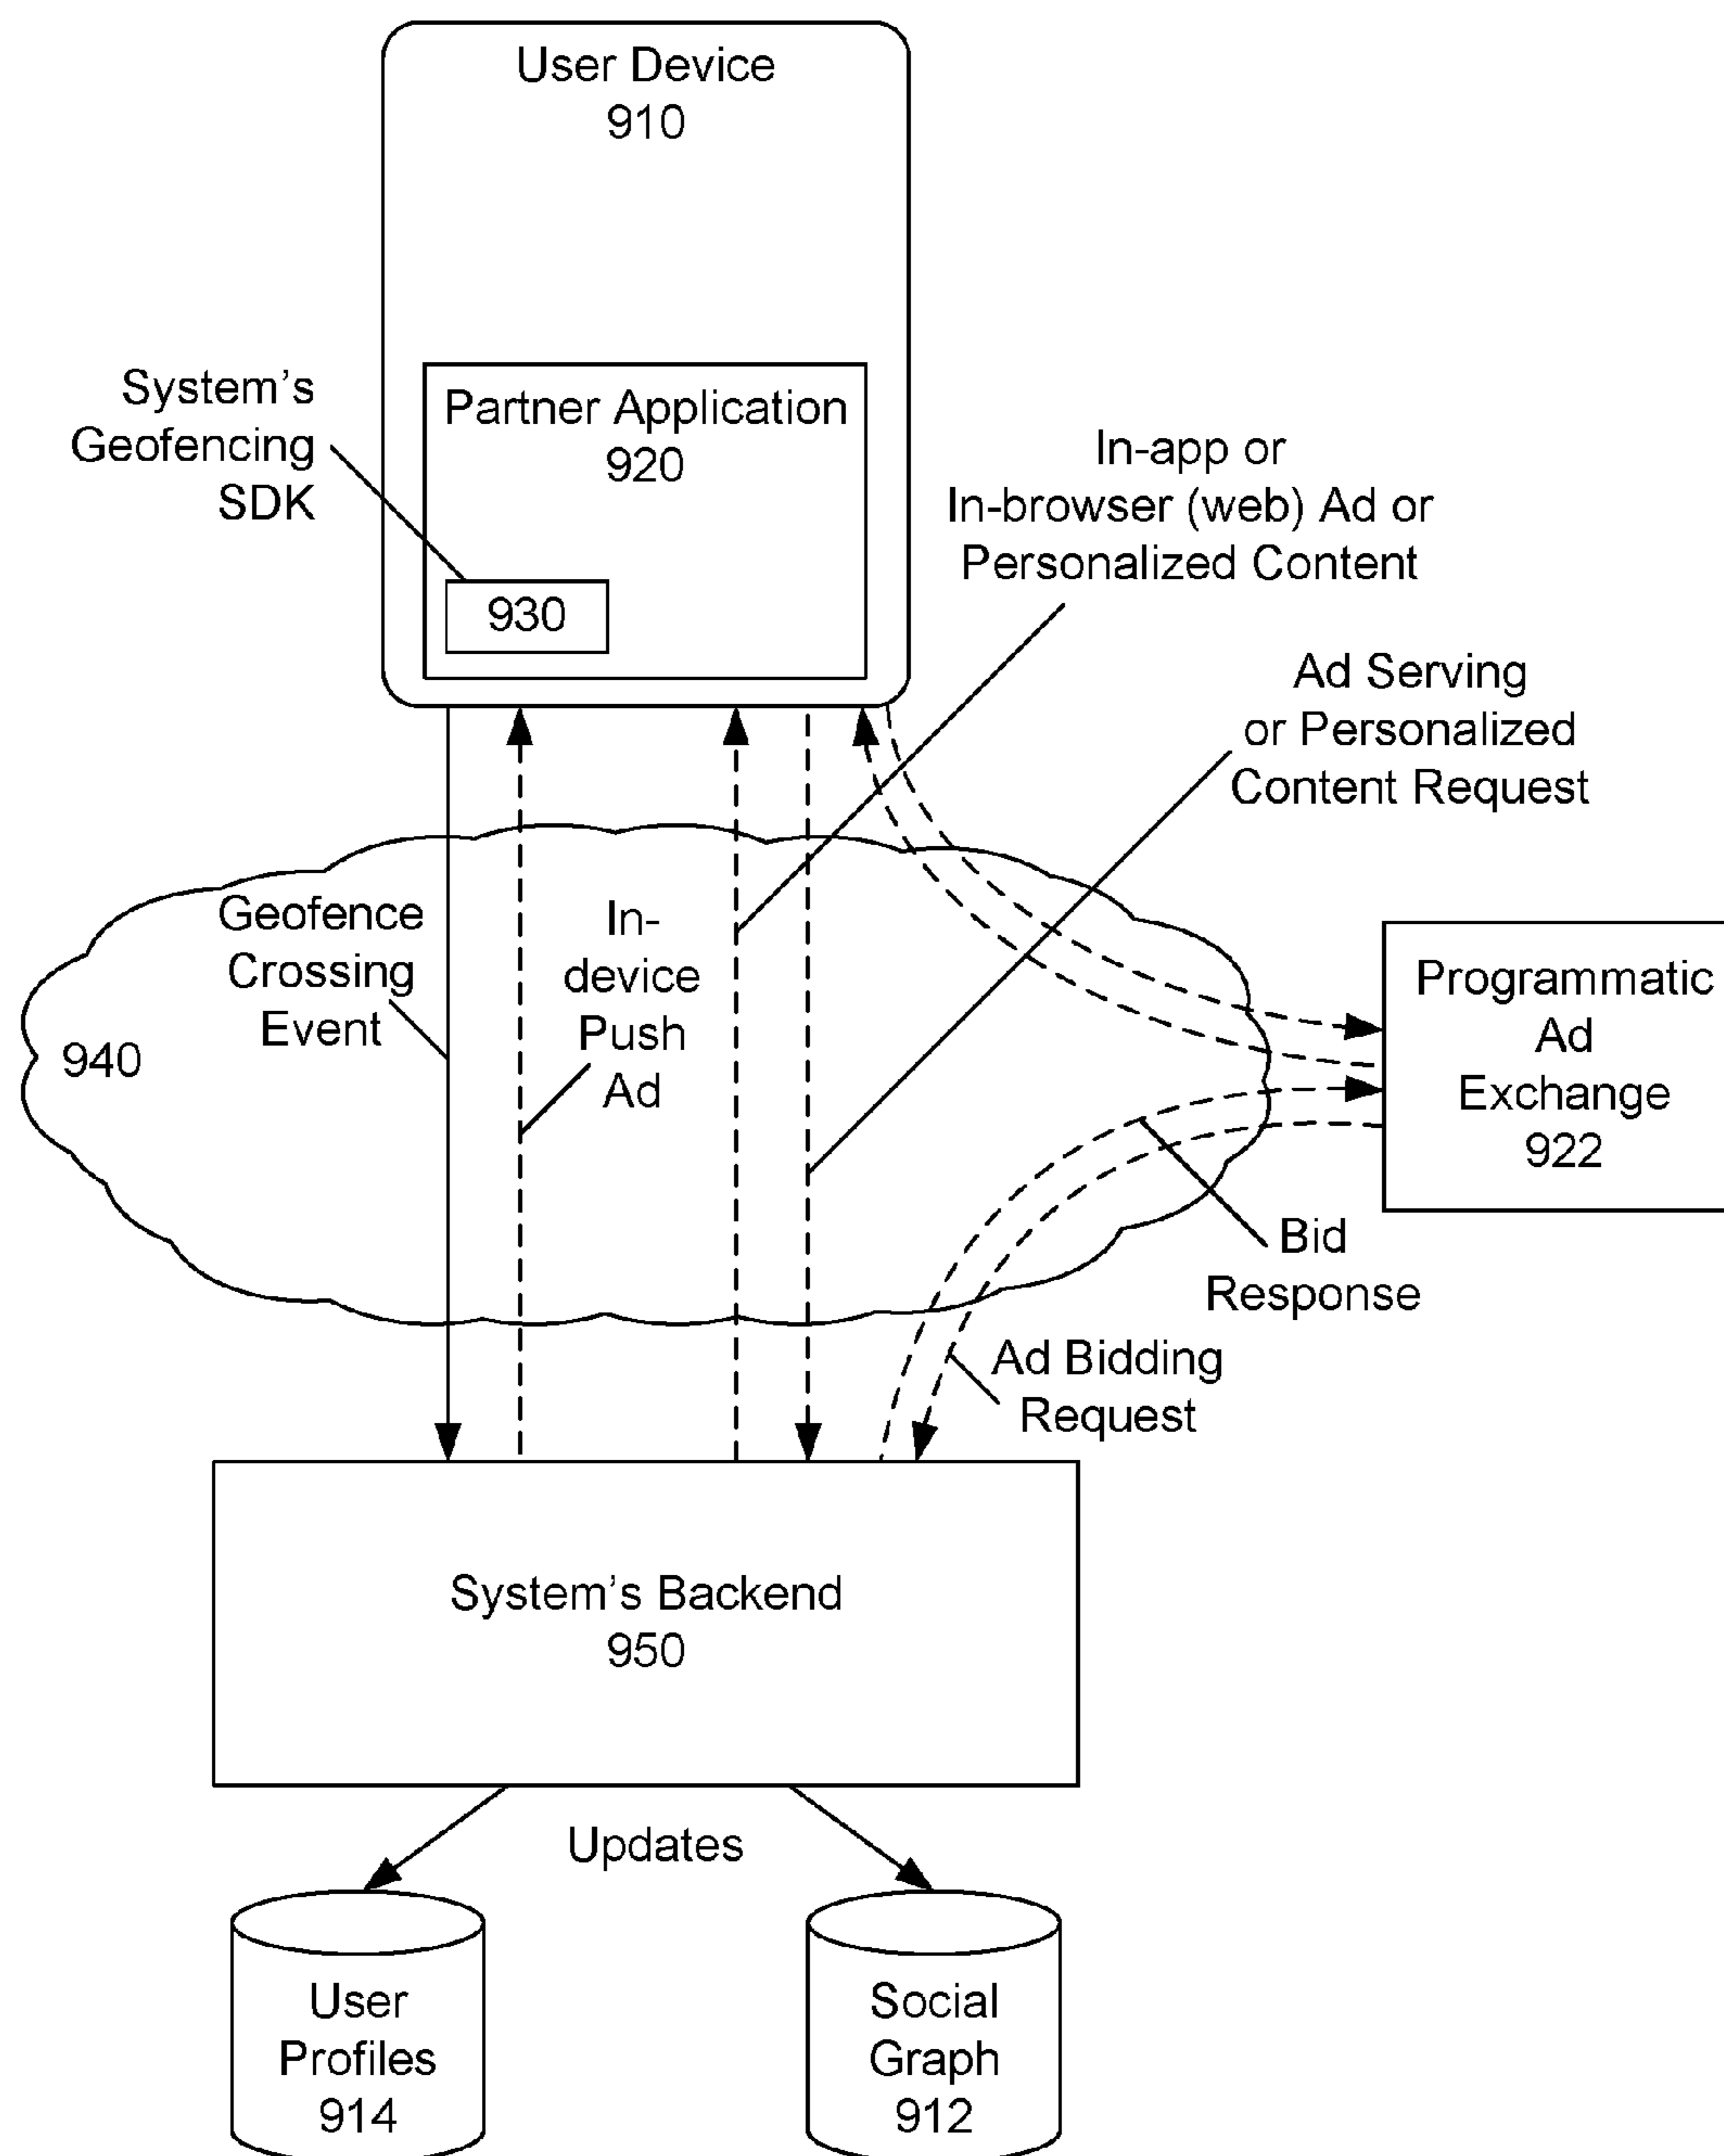 User Device
910
System's
Geofencing
SDK
Partner Application
920
930
In-app or
In-browser (web) Ad or
Personalized Content
Ad Serving
or Personalized
Content Request
Geofence
Crossing
Event
In-
device
Push
Ad
940
Programmatic
Ad
Exchange
922
Bid
Response
Ad Bidding
Request
System's Backend
950
Updates
User
Profiles
914
Social
Graph
912